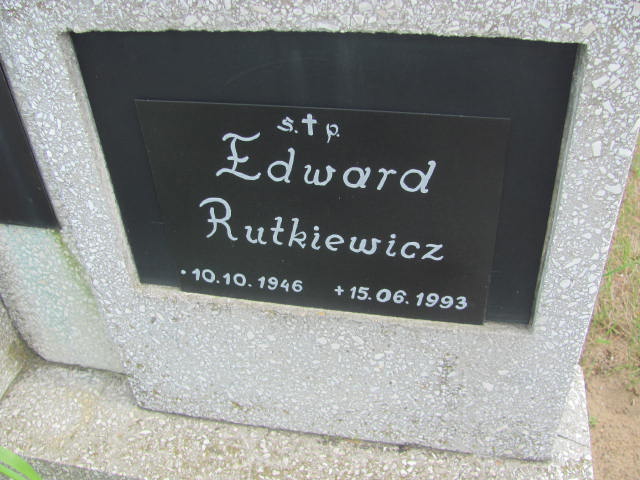 s.✝p.
Edward
Rutkiewicz
•10.10.1946 +15.06.1993